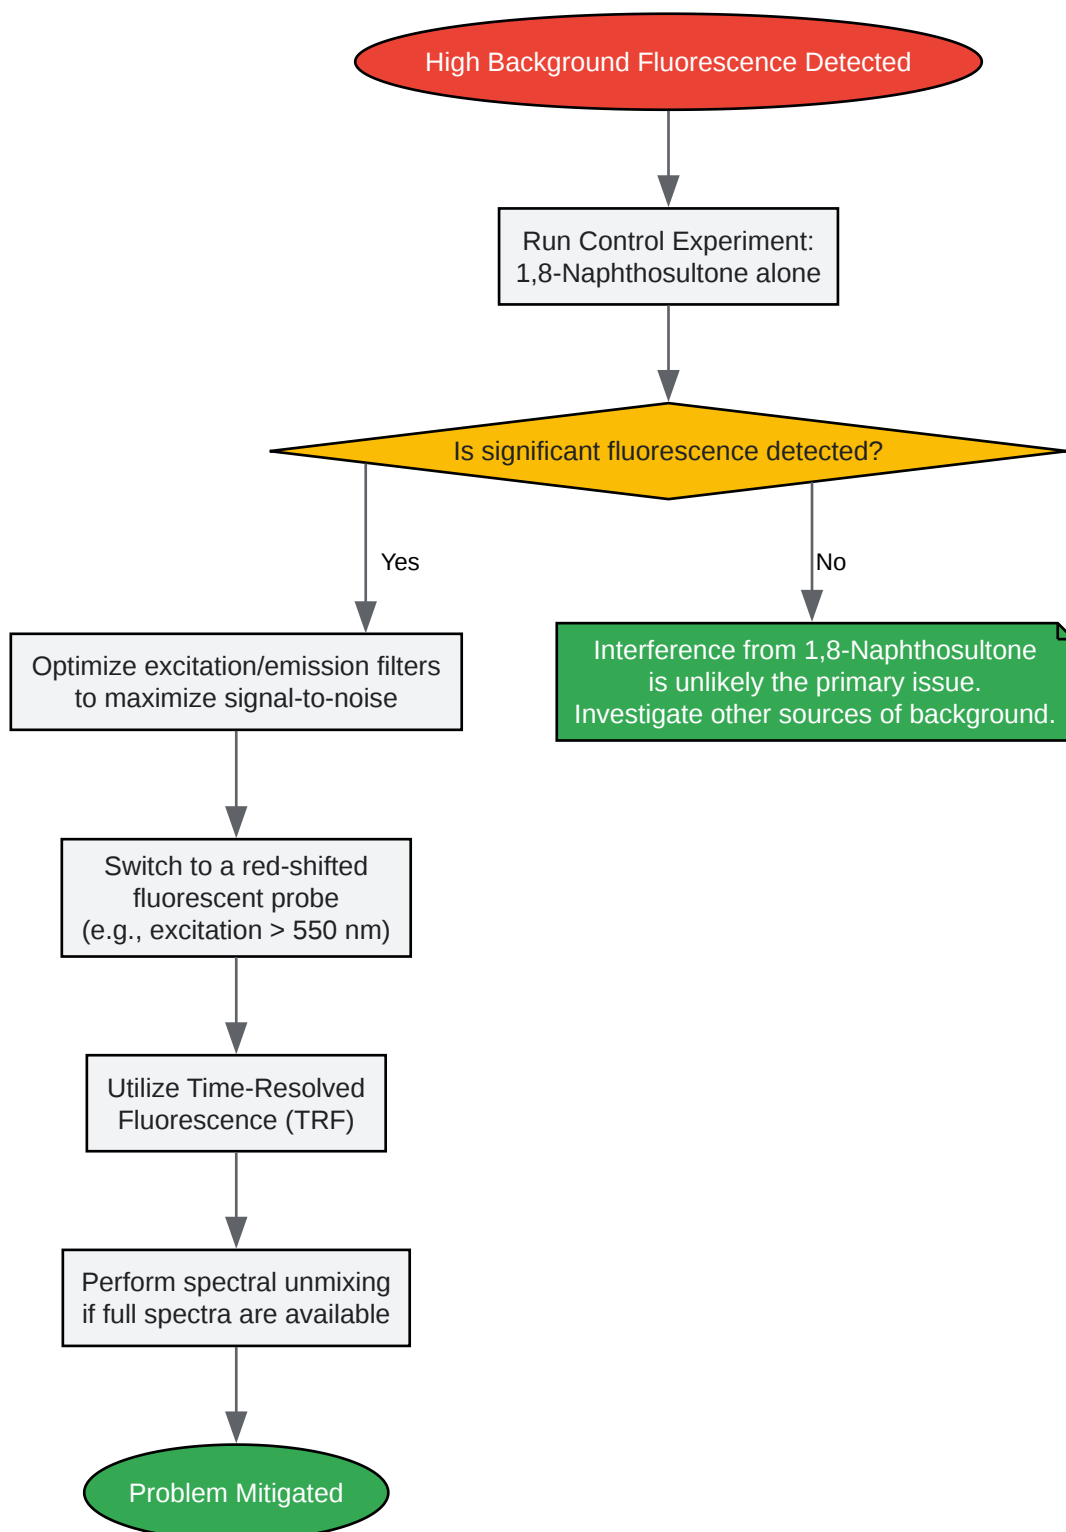 High Background Fluorescence Detected
Run Control Experiment:
1,8-Naphthosultone alone
Is significant fluorescence detected?
Yes
No
Optimize excitation/emission filters
to maximize signal-to-noise
Interference from 1,8-Naphthosultone
is unlikely the primary issue.
Investigate other sources of background.
Switch to a red-shifted
fluorescent probe
(e.g., excitation > 550 nm)
Utilize Time-Resolved
Fluorescence (TRF)
Perform spectral unmixing
if full spectra are available
Problem Mitigated